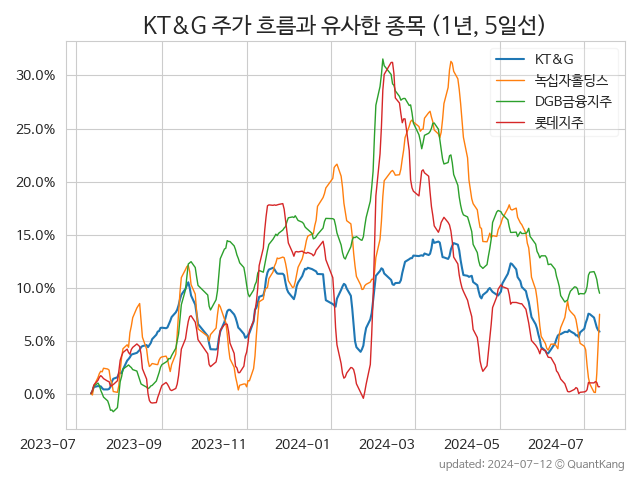 KT&G 주가 흐름과 유사한 종목 (1년, 5일선)
KT&G
녹십자홀딩스
DGB금융지주
롯데지주
30.0%
25.0%
20.0%
15.0%
10.0%
5.0%
0.0%
2023-07
2023-09
2023-11
2024-01
2024-03
2024-05
2024-07
updated: 2024-07-12 © QuantKang